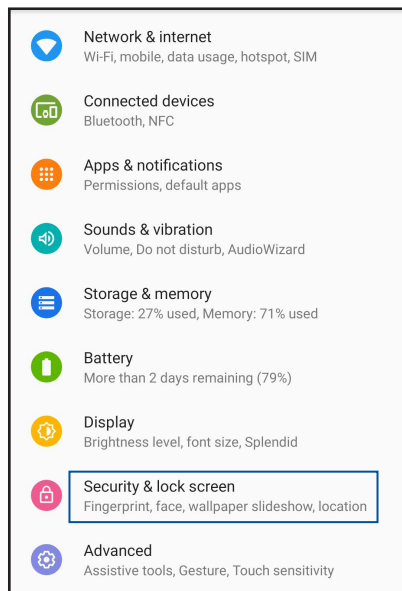 Network & internet
Wi-Fi, mobile, data usage, hotspot, SIM
Connected devices
Bluetooth, NFC
Apps & notifications
Permissions, default apps
Sounds & vibration
Volume, Do not disturb, AudioWizard
Storage & memory
Storage: 27% used, Memory: 71% used
Battery
More than 2 days remaining (79%)
Display
Brightness level, font size, Splendid
Security & lock screen
Fingerprint, face, wallpaper slideshow, location
Advanced
Assistive tools, Gesture, Touch sensitivity